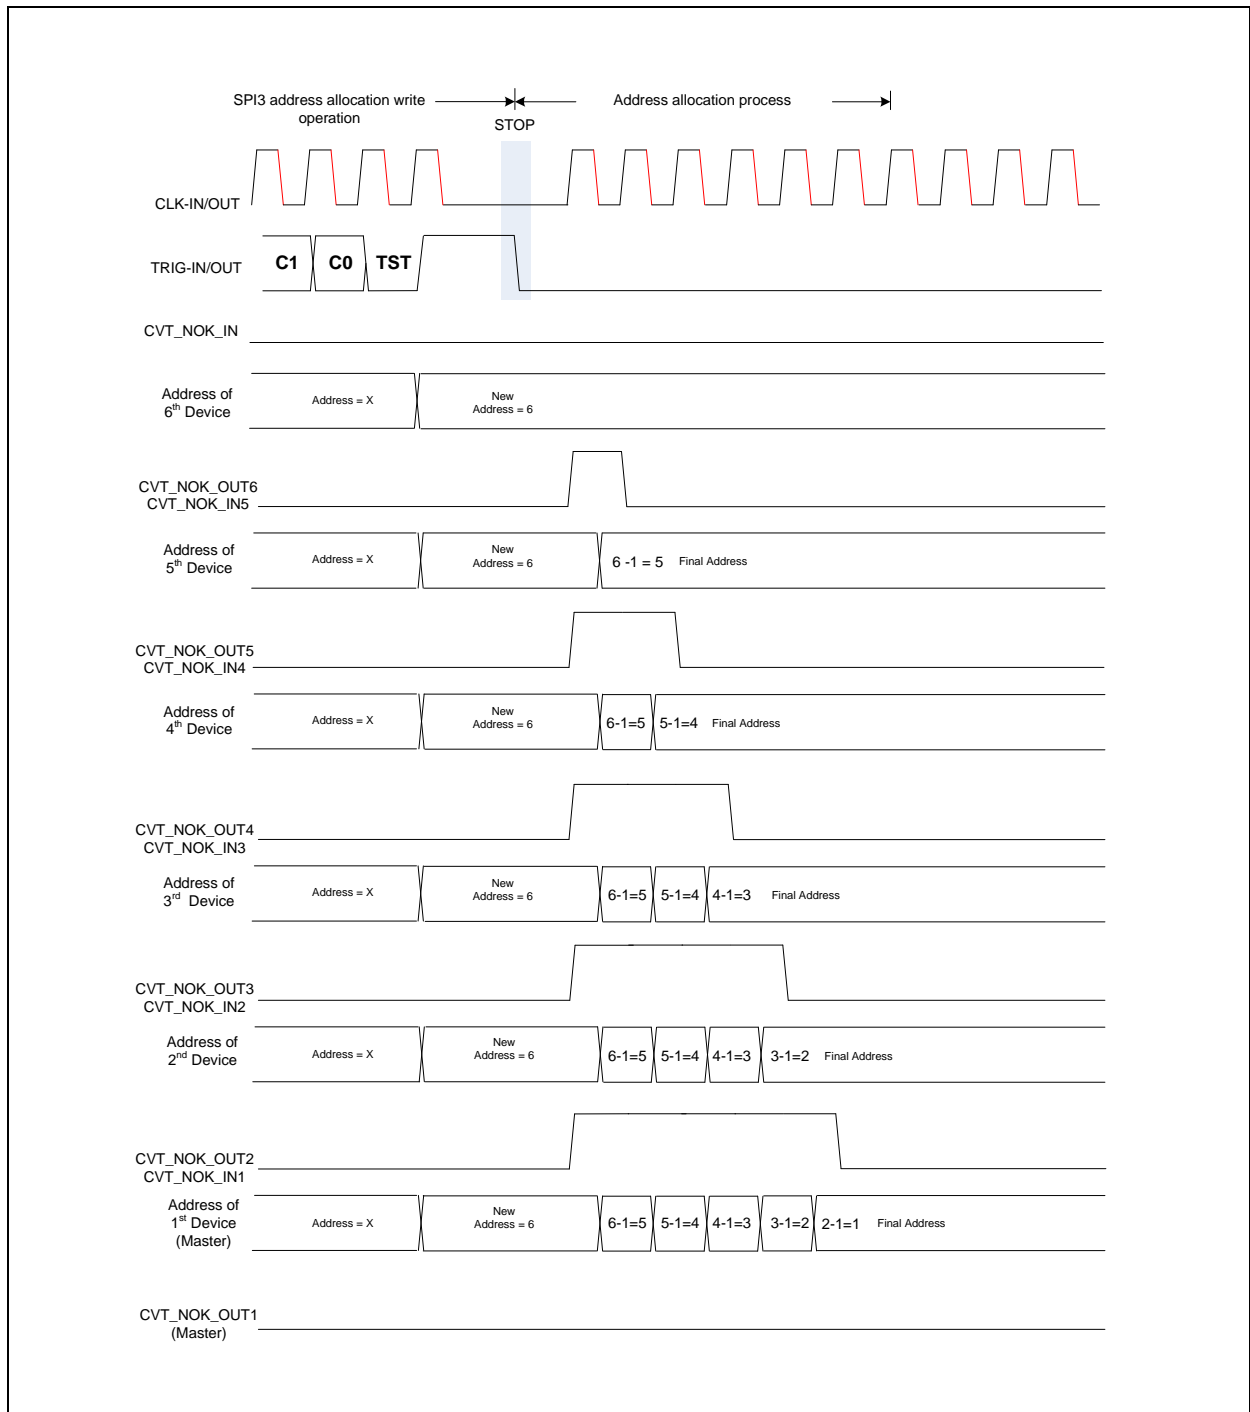 SPI3 address allocation write
operation
Address allocation process
STOP
CLK-IN/OUT
TRIG-IN/OUT
C1 C0 TST
CVT_NOK_IN
Address of
6th Device
Address = X
New
Address = 6
CVT_NOK_OUT6
CVT_NOK_IN5
Address of
5th Device
Address = X
New
Address = 6
6 -1 = 5 Final Address
CVT_NOK_OUT5
CVT_NOK_IN4
Address of
4th Device
Address = X
New
Address = 6
6-1=5 5-1=4 Final Address
CVT_NOK_OUT4
CVT_NOK_IN3
Address of
3rd Device
Address = X
New
Address = 6
6-1=5 5-1=4 4-1=3 Final Address
CVT_NOK_OUT3
CVT_NOK_IN2
Address of
2nd Device
Address = X
New
Address = 6
6-1=5 5-1=4 4-1=3 3-1=2 Final Address
CVT_NOK_OUT2
CVT_NOK_IN1
Address of
1st Device
(Master)
Address = X
New
Address = 6
6-1=5 5-1=4 4-1=3 3-1=2 2-1=1 Final Address
CVT_NOK_OUT1
(Master)